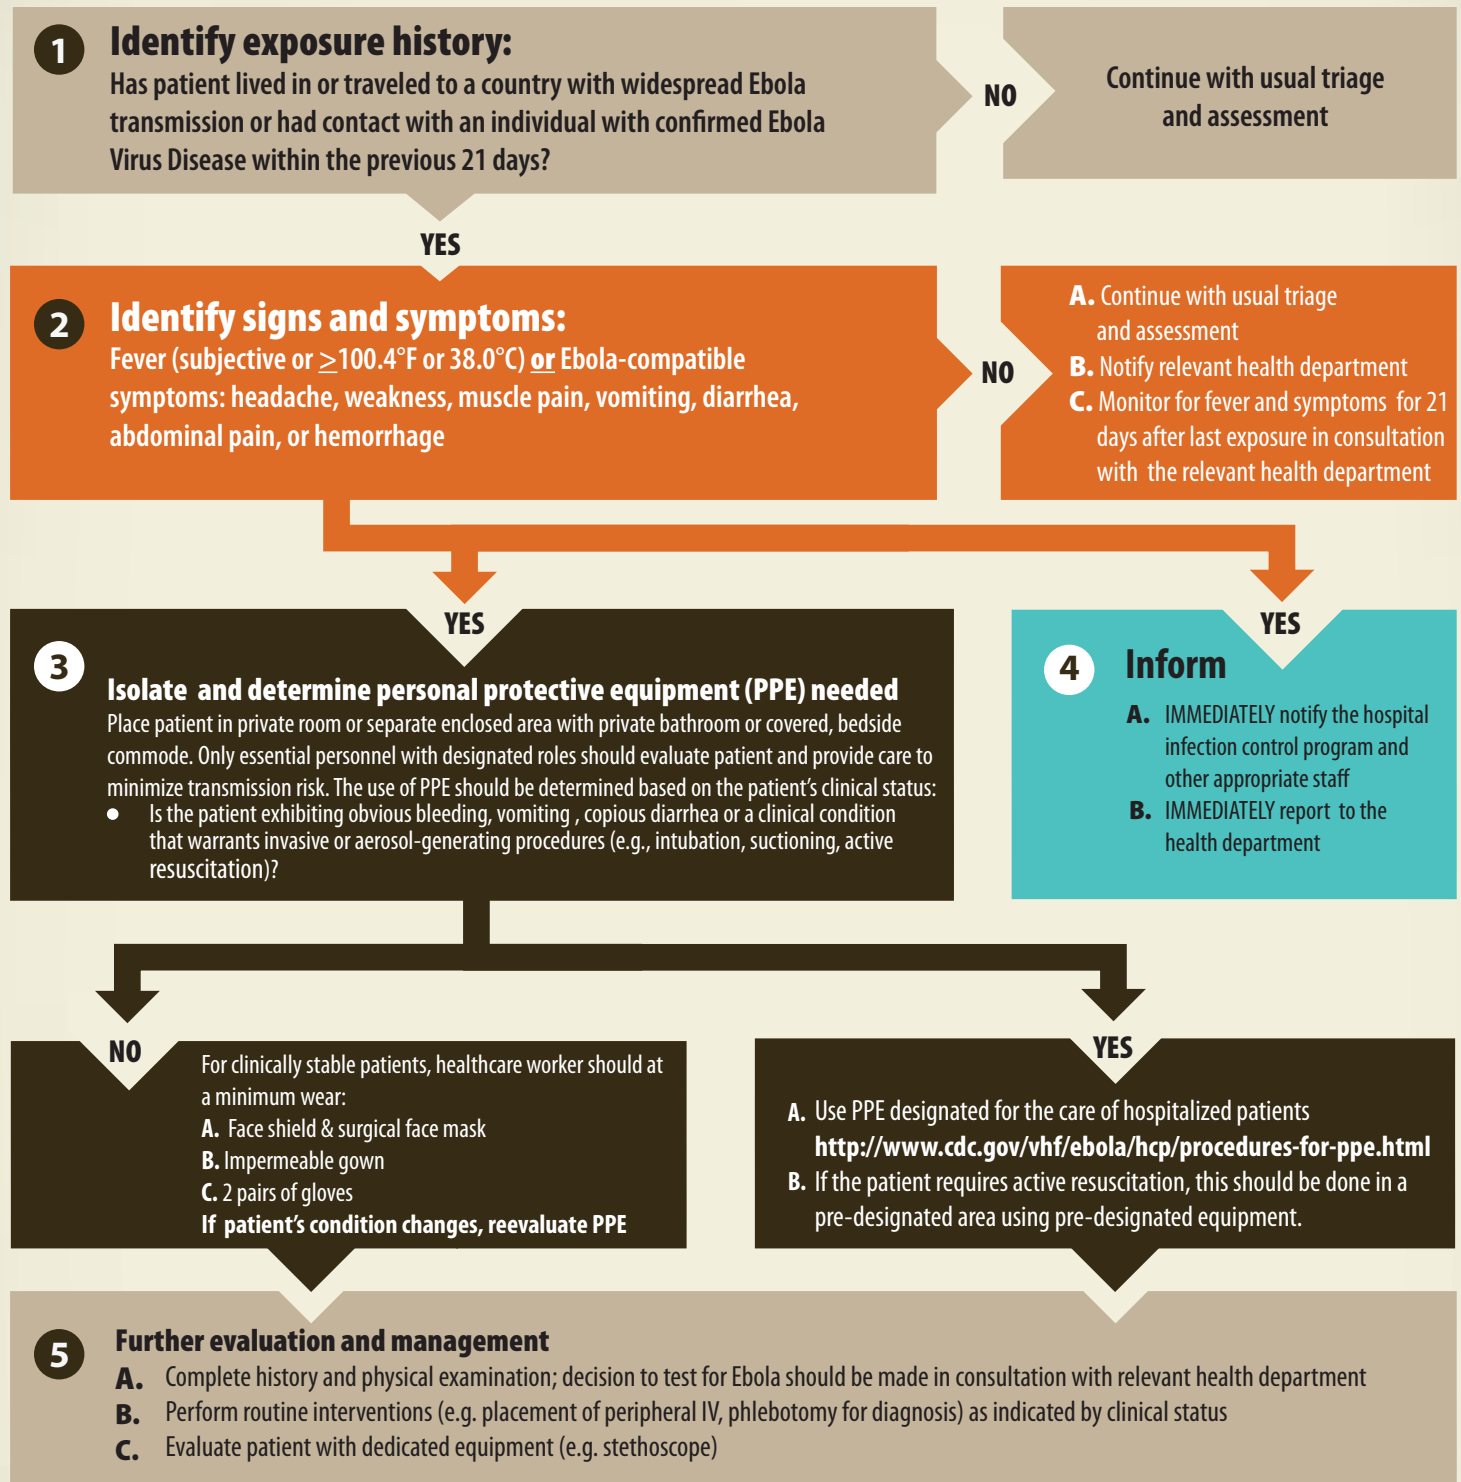 1
Identify exposure history:
Has patient lived in or traveled to a country with widespread Ebola
transmission or had contact with an individual with confirmed Ebola
Virus Disease within the previous 21 days?
NO
Continue with usual triage
and assessment
YES
2
Identify signs and symptoms:
Fever (subjective or ≥100.4°F or 38.0°C) or Ebola-compatible
symptoms: headache, weakness, muscle pain, vomiting, diarrhea,
abdominal pain, or hemorrhage
NO
A. Continue with usual triage
and assessment
B. Notify relevant health department
C. Monitor for fever and symptoms for 21
days after last exposure in consultation
with the relevant health department
YES
3
Isolate and determine personal protective equipment (PPE) needed
Place patient in private room or separate enclosed area with private bathroom or covered, bedside
commode. Only essential personnel with designated roles should evaluate patient and provide care to
minimize transmission risk. The use of PPE should be determined based on the patient's clinical status:
• Is the patient exhibiting obvious bleeding, vomiting , copious diarrhea or a clinical condition
that warrants invasive or aerosol-generating procedures (e.g., intubation, suctioning, active
resuscitation)?
YES
4
Inform
A. IMMEDIATELY notify the hospital
infection control program and
other appropriate staff
B. IMMEDIATELY report to the
health department
NO
For clinically stable patients, healthcare worker should at
a minimum wear:
A. Face shield & surgical face mask
B. Impermeable gown
C. 2 pairs of gloves
If patient's condition changes, reevaluate PPE
YES
A. Use PPE designated for the care of hospitalized patients
http://www.cdc.gov/vhf/ebola/hcp/procedures-for-ppe.html
B. If the patient requires active resuscitation, this should be done in a
pre-designated area using pre-designated equipment.
5
Further evaluation and management
A. Complete history and physical examination; decision to test for Ebola should be made in consultation with relevant health department
B. Perform routine interventions (e.g. placement of peripheral IV, phlebotomy for diagnosis) as indicated by clinical status
C. Evaluate patient with dedicated equipment (e.g. stethoscope)